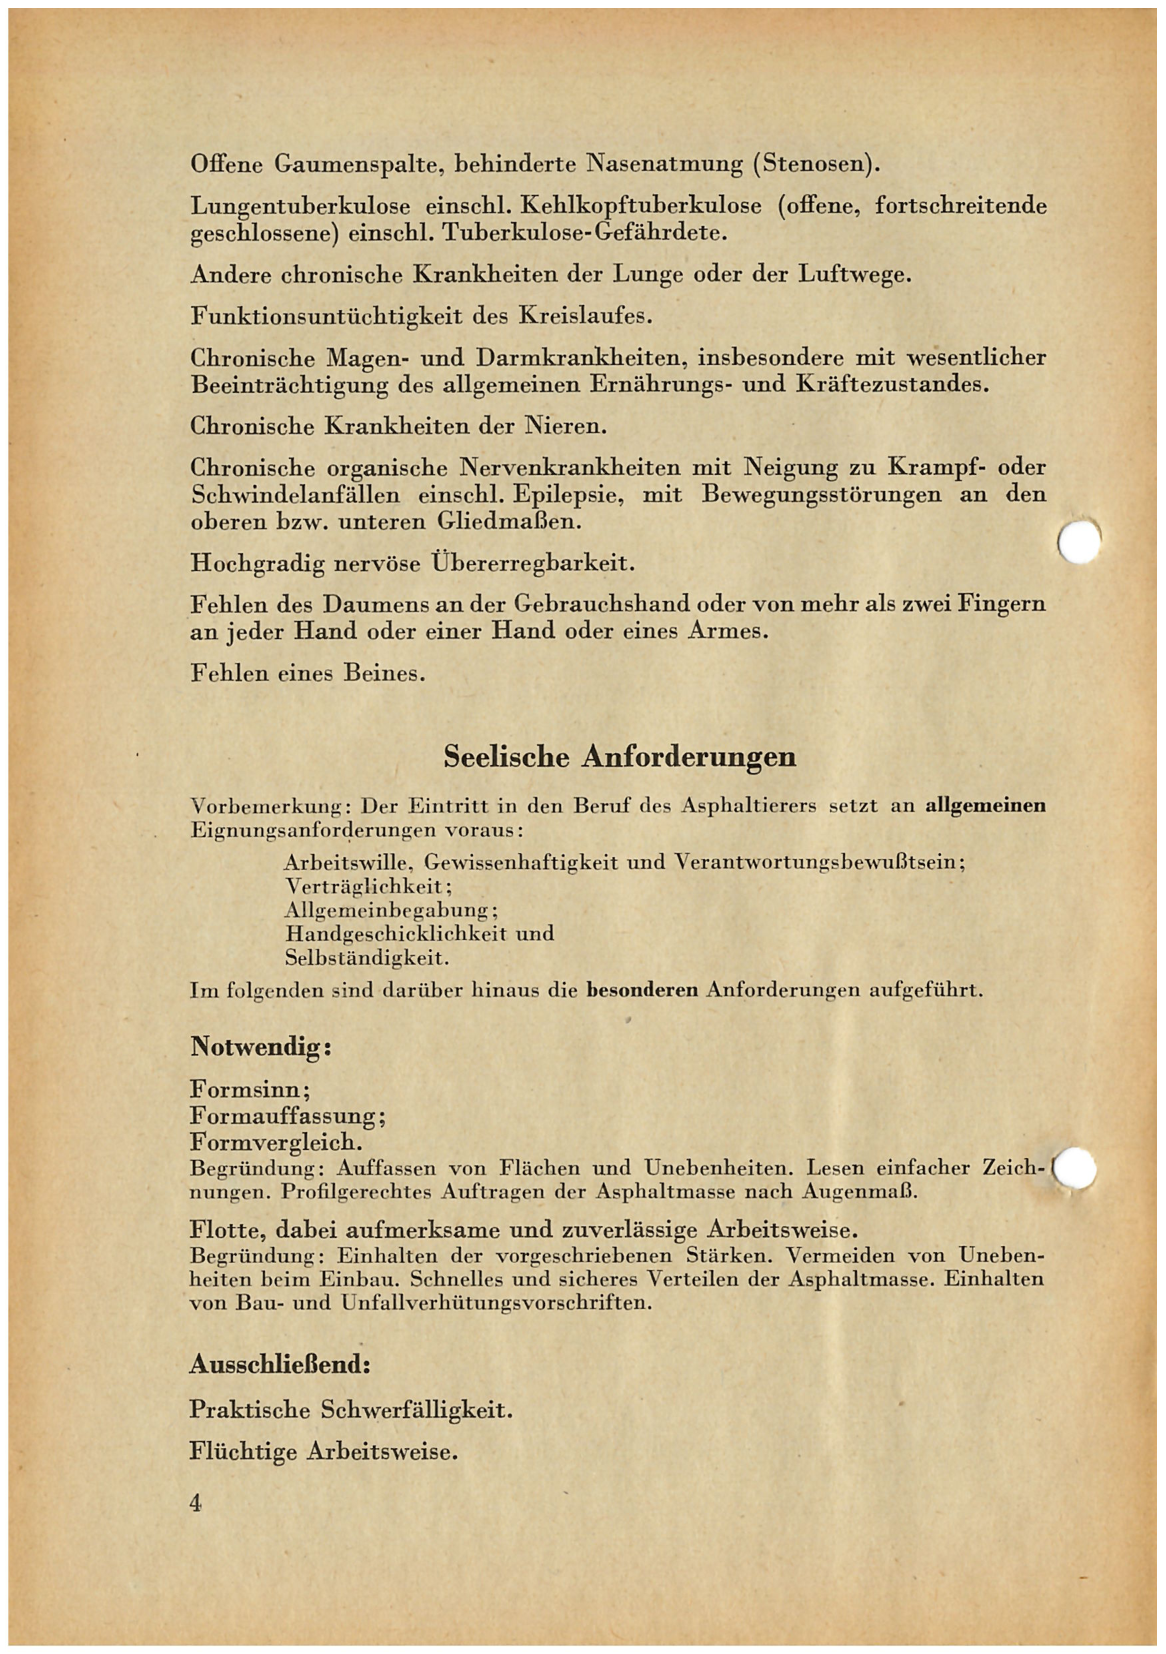 Offene Gaumenspalte, behinderte Nasenatmung (Stenosen).
Lungentuberkulose einschl. Kehlkopftuberkulose (offene, fortschreitende
geschlossene) einschl. Tuberkulose-Gefährdete.
Andere chronische Krankheiten der Lunge oder der Luftwege.
Funktionsuntüchtigkeit des Kreislaufes.
Chronische Magen- und Darmkrankheiten, insbesondere mit wesentlicher
Beeinträchtigung des allgemeinen Ernährungs- und Kräftezustandes.
Chronische Krankheiten der Nieren.
Chronische organische Nervenkrankheiten mit Neigung zu Krampf- oder
Schwindelanfällen einschl. Epilepsie, mit Bewegungsstörungen an den
oberen bzw. unteren Gliedmaßen.
Hochgradig nervöse Übererregbarkeit.
Fehlen des Daumens an der Gebrauchshand oder von mehr als zwei Fingern
an jeder Hand oder einer Hand oder eines Armes.
Fehlen eines Beines.
Seelische Anforderungen
Vorbemerkung: Der Eintritt in den Beruf des Asphaltierers setzt an allgemeinen
Eignungsanforderungen voraus:
Arbeitswille, Gewissenhaftigkeit und Verantwortungsbewußtsein;
Verträglichkeit;
Allgemeinbegabung;
Handgeschicklichkeit und
Selbständigkeit.
Im folgenden sind darüber hinaus die besonderen Anforderungen aufgeführt.
Notwendig:
Formsinn;
Formauffassung;
Formvergleich.
Begründung: Auffassen von Flächen und Unebenheiten. Lesen einfacher Zeich-
nungen. Profilgerechtes Auftragen der Asphaltmasse nach Augenmaß.
Flotte, dabei aufmerksame und zuverlässige Arbeitsweise.
Begründung: Einhalten der vorgeschriebenen Stärken. Vermeiden von Uneben-
heiten beim Einbau. Schnelles und sicheres Verteilen der Asphaltmasse. Einhalten
von Bau- und Unfallverhütungsvorschriften.
Ausschließend:
Praktische Schwerfälligkeit.
Flüchtige Arbeitsweise.
4